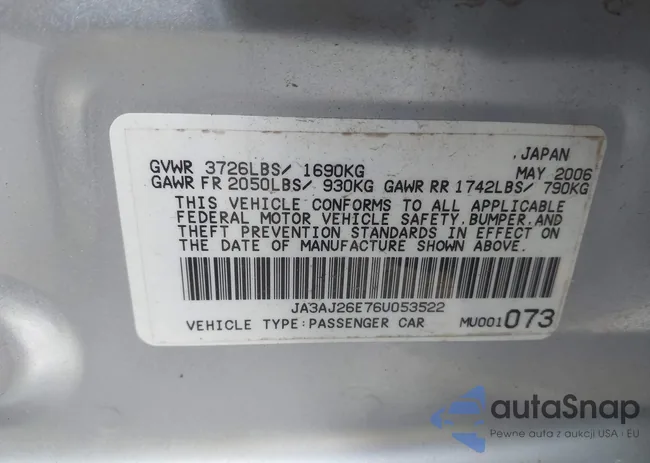 .JAPAN
GVWR 3726LBS/ 1690KG MAY 2006
GAWR FR 2050LBS/ 930KG GAWR RR 1742LBS/ 790KG
THIS VEHICLE CONFORMS TO ALL APPLICABLE
FEDERAL MOTOR VEHICLE SAFETY,BUMPER,AND
THEFT PREVENTION STANDARDS IN EFFECT ON
THE DATE OF MANUFACTURE SHOWN ABOVE.
JA3AJ26E76U053522
VEHICLE TYPE:PASSENGER CAR MU001073
autaSnap
Pewne auta z aukcji USA · EU